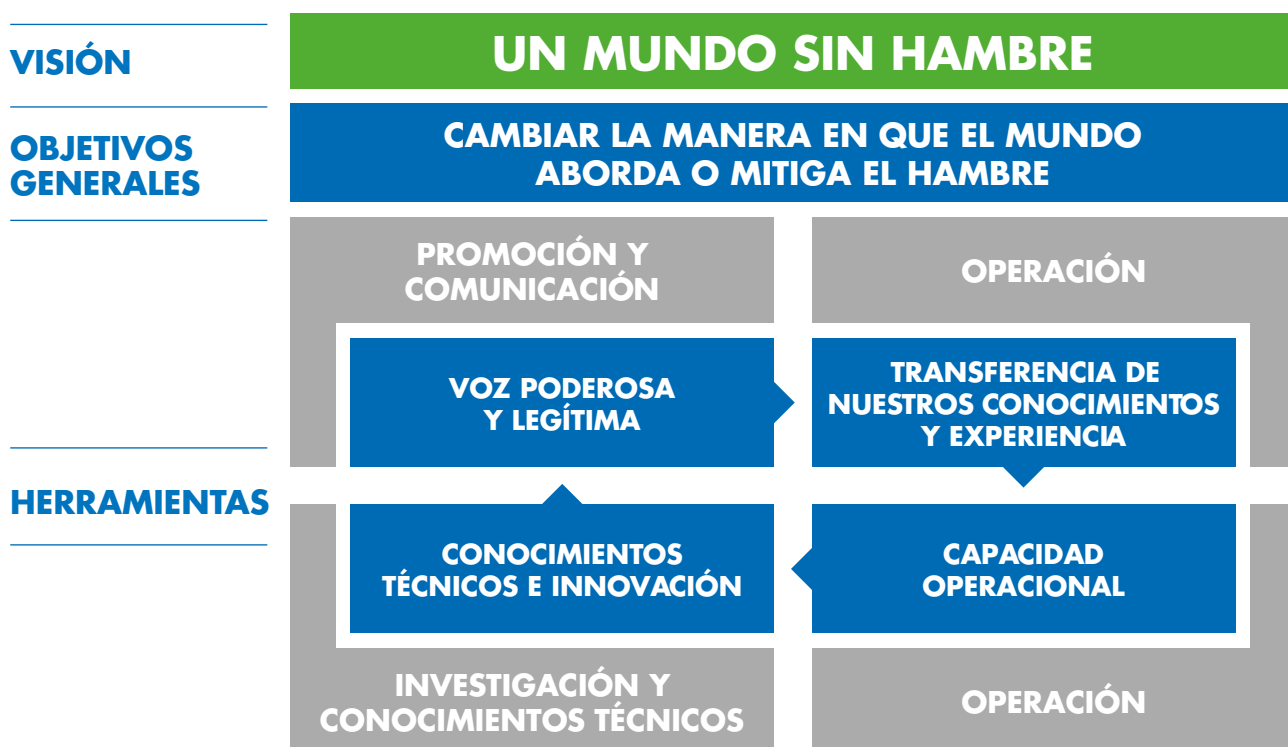 VISIÓN
UN MUNDO SIN HAMBRE
OBJETIVOS
GENERALES
CAMBIAR LA MANERA EN QUE EL MUNDO
ABORDA O MITIGA EL HAMBRE
PROMOCIÓN Y
COMUNICACIÓN
OPERACIÓN
VOZ PODEROSA
Y LEGÍTIMA
TRANSFERENCIA DE
NUESTROS CONOCIMIENTOS
Y EXPERIENCIA
HERRAMIENTAS
CONOCIMIENTOS
TÉCNICOS E INNOVACIÓN
CAPACIDAD
OPERACIONAL
INVESTIGACIÓN Y
CONOCIMIENTOS TÉCNICOS
OPERACIÓN